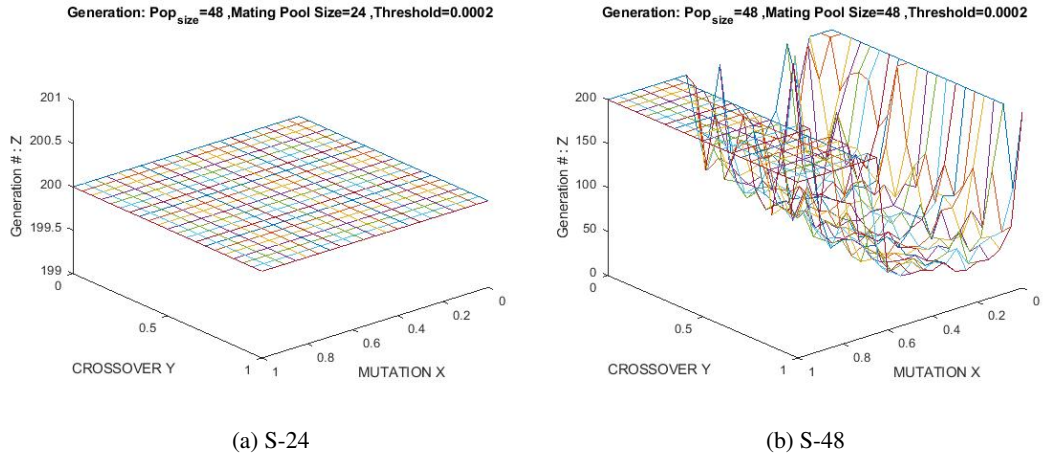 Generation: Pop_size=48 ,Mating Pool Size=24 ,Threshold=0.0002
201
200.5
200
199.5
199
Generation # : Z
0
0.5
1
CROSSOVER Y
1
0.8
0.6
0.4
0.2
0
MUTATION X
(a) S-24
Generation: Pop_size=48 ,Mating Pool Size=48 ,Threshold=0.0002
200
150
100
50
0
Generation # : Z
0
0.5
1
CROSSOVER Y
1
0.8
0.6
0.4
0.2
0
MUTATION X
(b) S-48